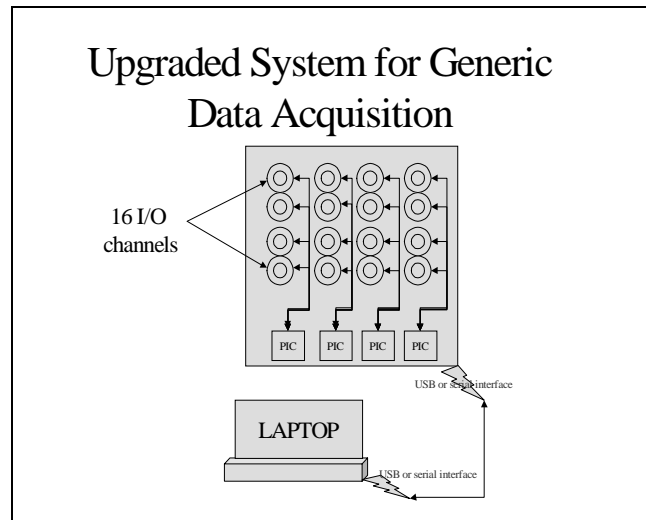 Upgraded System for Generic
Data Acquisition
16 I/O
channels
PIC PIC PIC PIC
USB or serial interface
LAPTOP
USB or serial interface